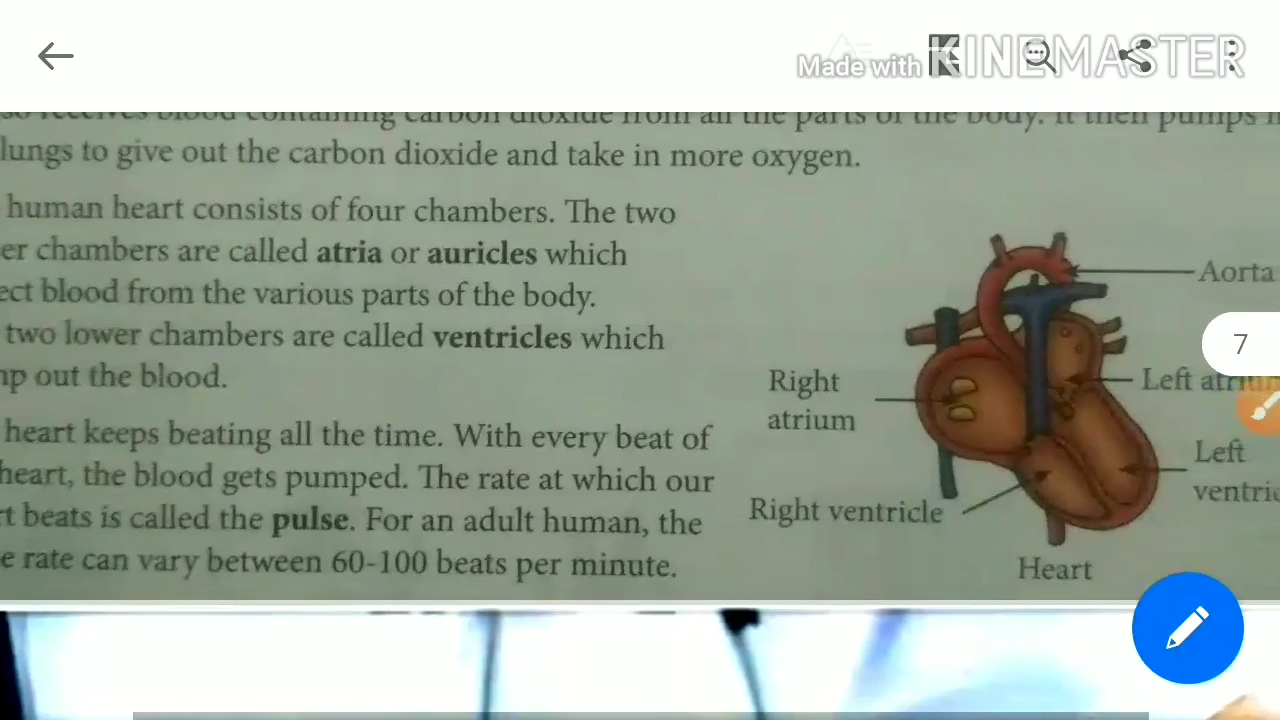 Made with KINEMASTER
so receives blood containing carbon dioxide from all the parts of the body. It then pumps
lungs to give out the carbon dioxide and take in more oxygen.
human heart consists of four chambers. The two
er chambers are called atria or auricles which
ect blood from the various parts of the body.
two lower chambers are called ventricles which
mp out the blood.
heart keeps beating all the time. With every beat of
heart, the blood gets pumped. The rate at which our
rt beats is called the pulse. For an adult human, the
e rate can vary between 60-100 beats per minute.
Aorta
7
Right
atrium
Left atrium
Left
ventric
Right ventricle
Heart